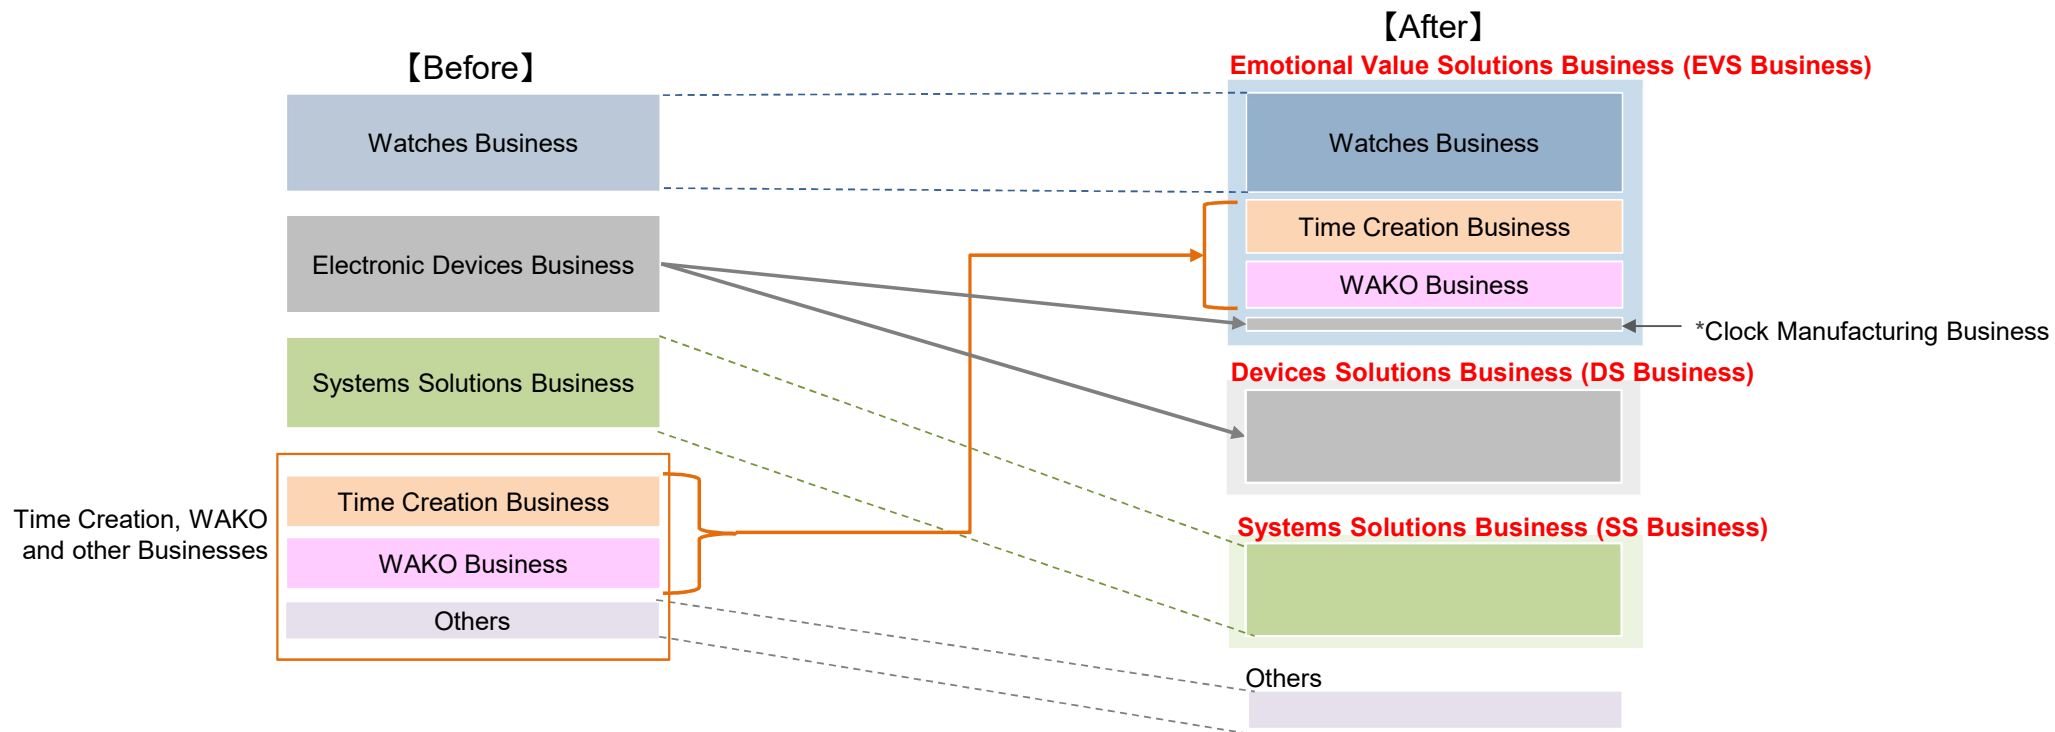 【Before】
Watches Business
Electronic Devices Business
Systems Solutions Business
Time Creation, WAKO
and other Businesses
Time Creation Business
WAKO Business
Others
【After】
Emotional Value Solutions Business (EVS Business)
Watches Business
Time Creation Business
WAKO Business
*Clock Manufacturing Business
Devices Solutions Business (DS Business)
Systems Solutions Business (SS Business)
Others